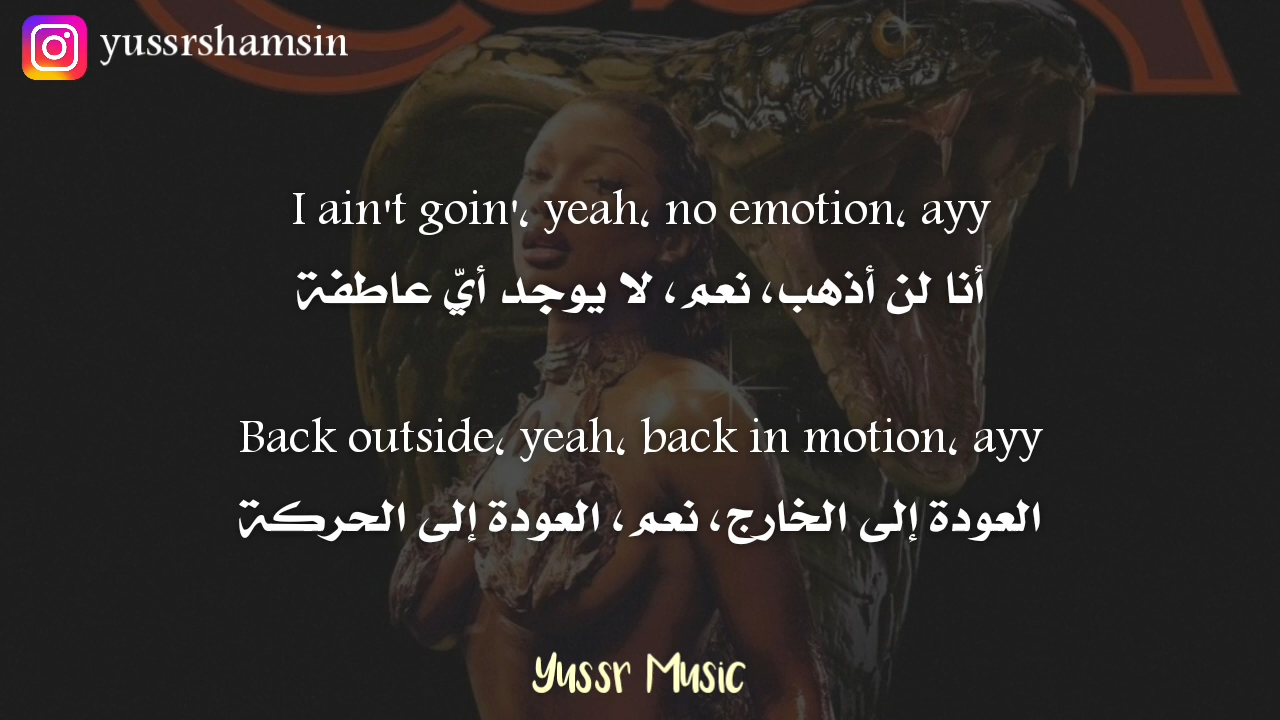 yussrshamsin
I ain't goin'، yeah، no emotion، ayy
أنا لن أذهب، نعم، لا يوجد أيّ عاطفة
Back outside، yeah، back in motion، ayy
العودة إلى الخارج، نعم، العودة إلى الحركة
Yussr Music